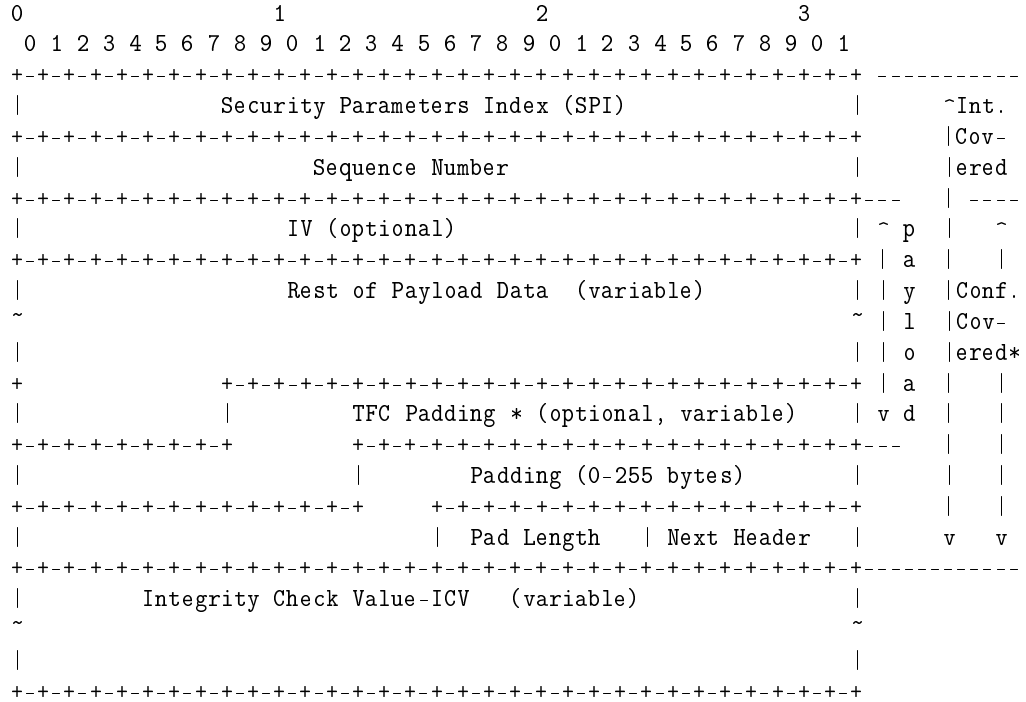 0                   1                   2                   3
 0 1 2 3 4 5 6 7 8 9 0 1 2 3 4 5 6 7 8 9 0 1 2 3 4 5 6 7 8 9 0 1
+-+-+-+-+-+-+-+-+-+-+-+-+-+-+-+-+-+-+-+-+-+-+-+-+-+-+-+-+-+-+-+-+ -----------
|               Security Parameters Index (SPI)                  |      ^Int.
+-+-+-+-+-+-+-+-+-+-+-+-+-+-+-+-+-+-+-+-+-+-+-+-+-+-+-+-+-+-+-+-+      |Cov-
|                      Sequence Number                           |      |ered
+-+-+-+-+-+-+-+-+-+-+-+-+-+-+-+-+-+-+-+-+-+-+-+-+-+-+-+-+-+-+-+-+---   | ----
|                    IV (optional)                               | ^ p  |   ^
+-+-+-+-+-+-+-+-+-+-+-+-+-+-+-+-+-+-+-+-+-+-+-+-+-+-+-+-+-+-+-+-+ | a  |   |
|                    Rest of Payload Data  (variable)            | | y  |Conf.
~                                                                ~ | l  |Cov-
|                                                                | | o  |ered*
+               +-+-+-+-+-+-+-+-+-+-+-+-+-+-+-+-+-+-+-+-+-+-+-+-+ | a  |   |
|               |         TFC Padding * (optional, variable)     | v d  |   |
+-+-+-+-+-+-+-+-+         +-+-+-+-+-+-+-+-+-+-+-+-+-+-+-+-+-+-+-+---   |   |
|                         |        Padding (0-255 bytes)         |      |   |
+-+-+-+-+-+-+-+-+-+-+-+-+-+     +-+-+-+-+-+-+-+-+-+-+-+-+-+-+-+-+      |   |
|                               |  Pad Length   | Next Header    |      v   v
+-+-+-+-+-+-+-+-+-+-+-+-+-+-+-+-+-+-+-+-+-+-+-+-+-+-+-+-+-+-+-+-+------------
|         Integrity Check Value-ICV   (variable)                 |
~                                                                ~
|                                                                |
+-+-+-+-+-+-+-+-+-+-+-+-+-+-+-+-+-+-+-+-+-+-+-+-+-+-+-+-+-+-+-+-+